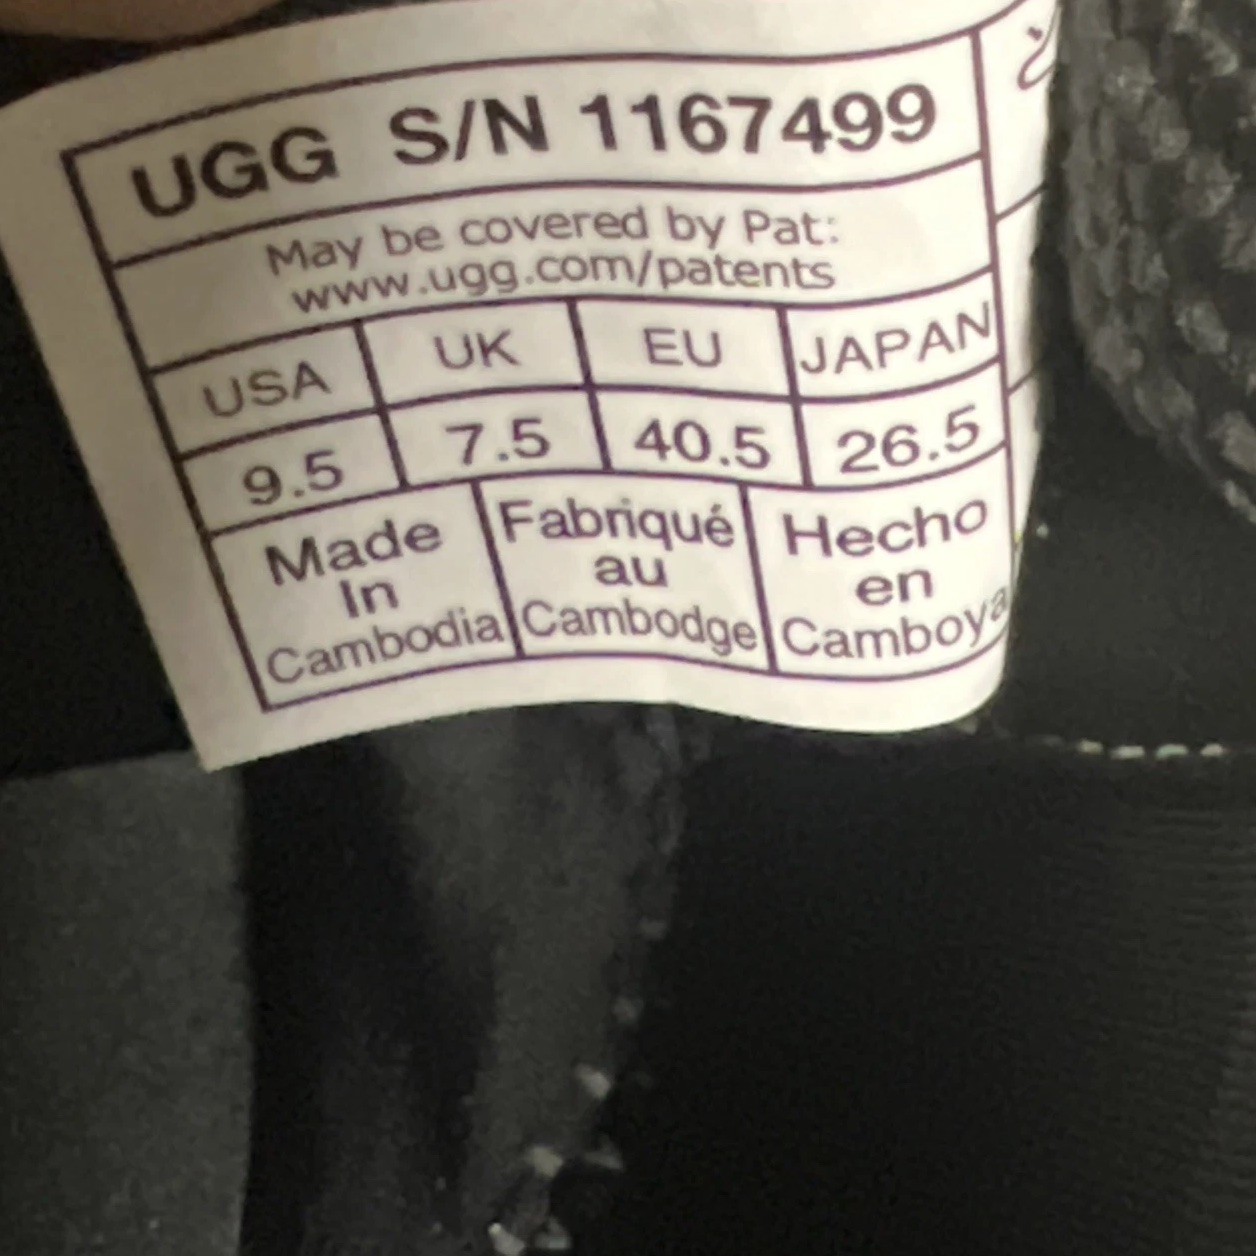 UGG S/N 1167499
May be covered by Pat:
www.ugg.com/patents
USA UK EU JAPAN
9.5 7.5 40.5 26.5
Made
In
Cambodia
Fabriqué
au
Cambodge
Hecho
en
Camboya